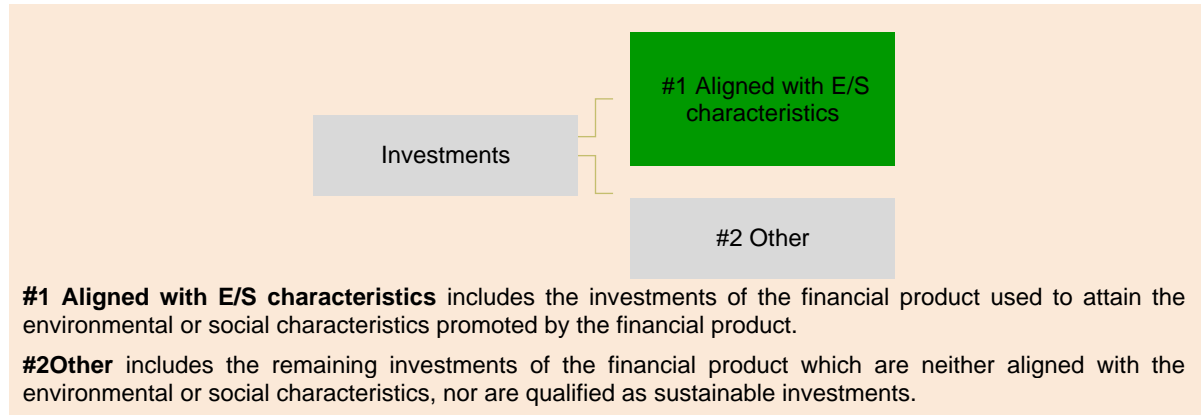 #1 Aligned with E/S
characteristics
Investments
#2 Other
#1 Aligned with E/S characteristics includes the investments of the financial product used to attain the
environmental or social characteristics promoted by the financial product.
#2Other includes the remaining investments of the financial product which are neither aligned with the
environmental or social characteristics, nor are qualified as sustainable investments.